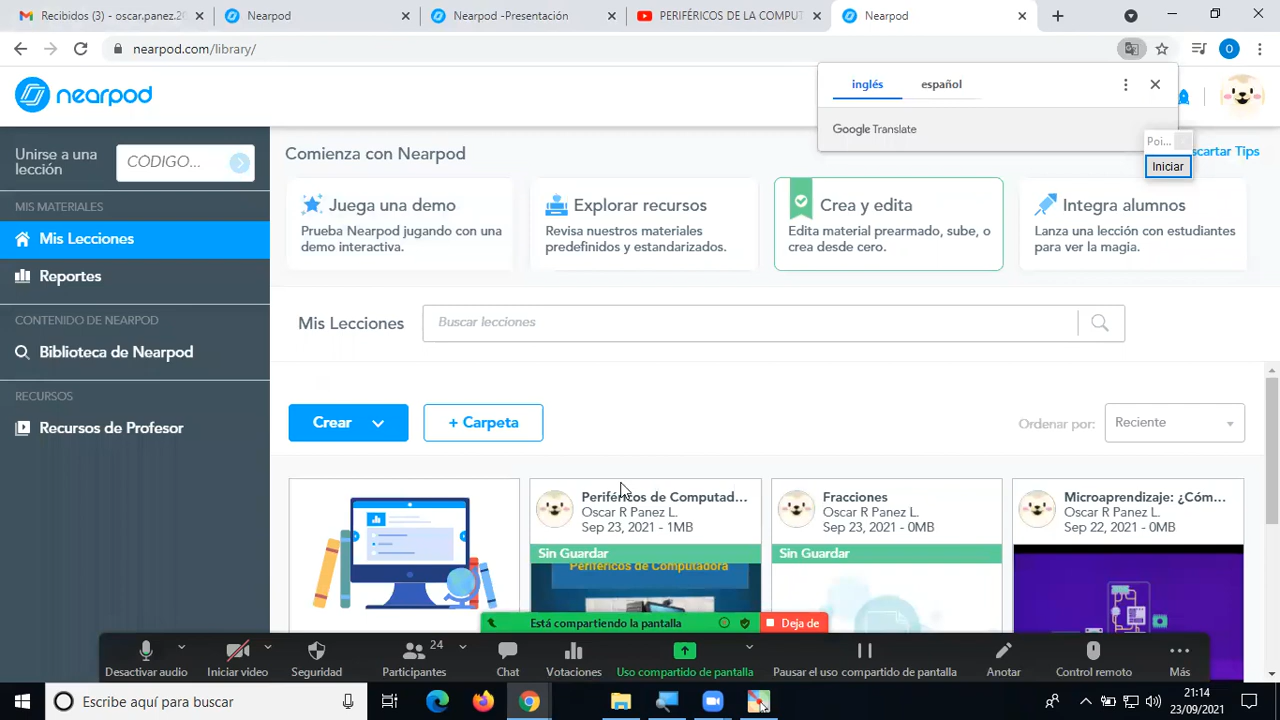 Recibidos (3) - oscar.panez.20
Nearpod
Nearpod -Presentación
PERIFÉRICOS DE LA COMPUT
Nearpod
nearpod.com/library/
O
nearpod
inglés
español
Google Translate
Poi...
Iniciar
scartar Tips
Unirse a una
lección
CODIGO...
MIS MATERIALES
Mis Lecciones
Reportes
CONTENIDO DE NEARPOD
Biblioteca de Nearpod
RECURSOS
Recursos de Profesor
Comienza con Nearpod
Juega una demo
Prueba Nearpod jugando con una
demo interactiva.
Explorar recursos
Revisa nuestros materiales
predefinidos y estandarizados.
Crea y edita
Edita material prearmado, sube, o
crea desde cero.
Integra alumnos
Lanza una lección con estudiantes
para ver la magia.
Mis Lecciones
Buscar lecciones
Crear
+ Carpeta
Ordenar por:
Reciente
Periféricos de Computad...
Oscar R Panez L.
Sep 23, 2021 - 1MB
Sin Guardar
Periféricos de Computadora
Fracciones
Oscar R Panez L.
Sep 23, 2021 - 0MB
Sin Guardar
Microaprendizaje: ¿Cóm...
Oscar R Panez L.
Sep 22, 2021 - 0MB
Está compartiendo la pantalla
Deja de
Desactivar audio
Iniciar video
Seguridad
24
Participantes
Chat
Votaciones
Uso compartido de pantalla
Pausar el uso compartido de pantalla
Anotar
Control remoto
Más
Escribe aquí para buscar
21:14
23/09/2021